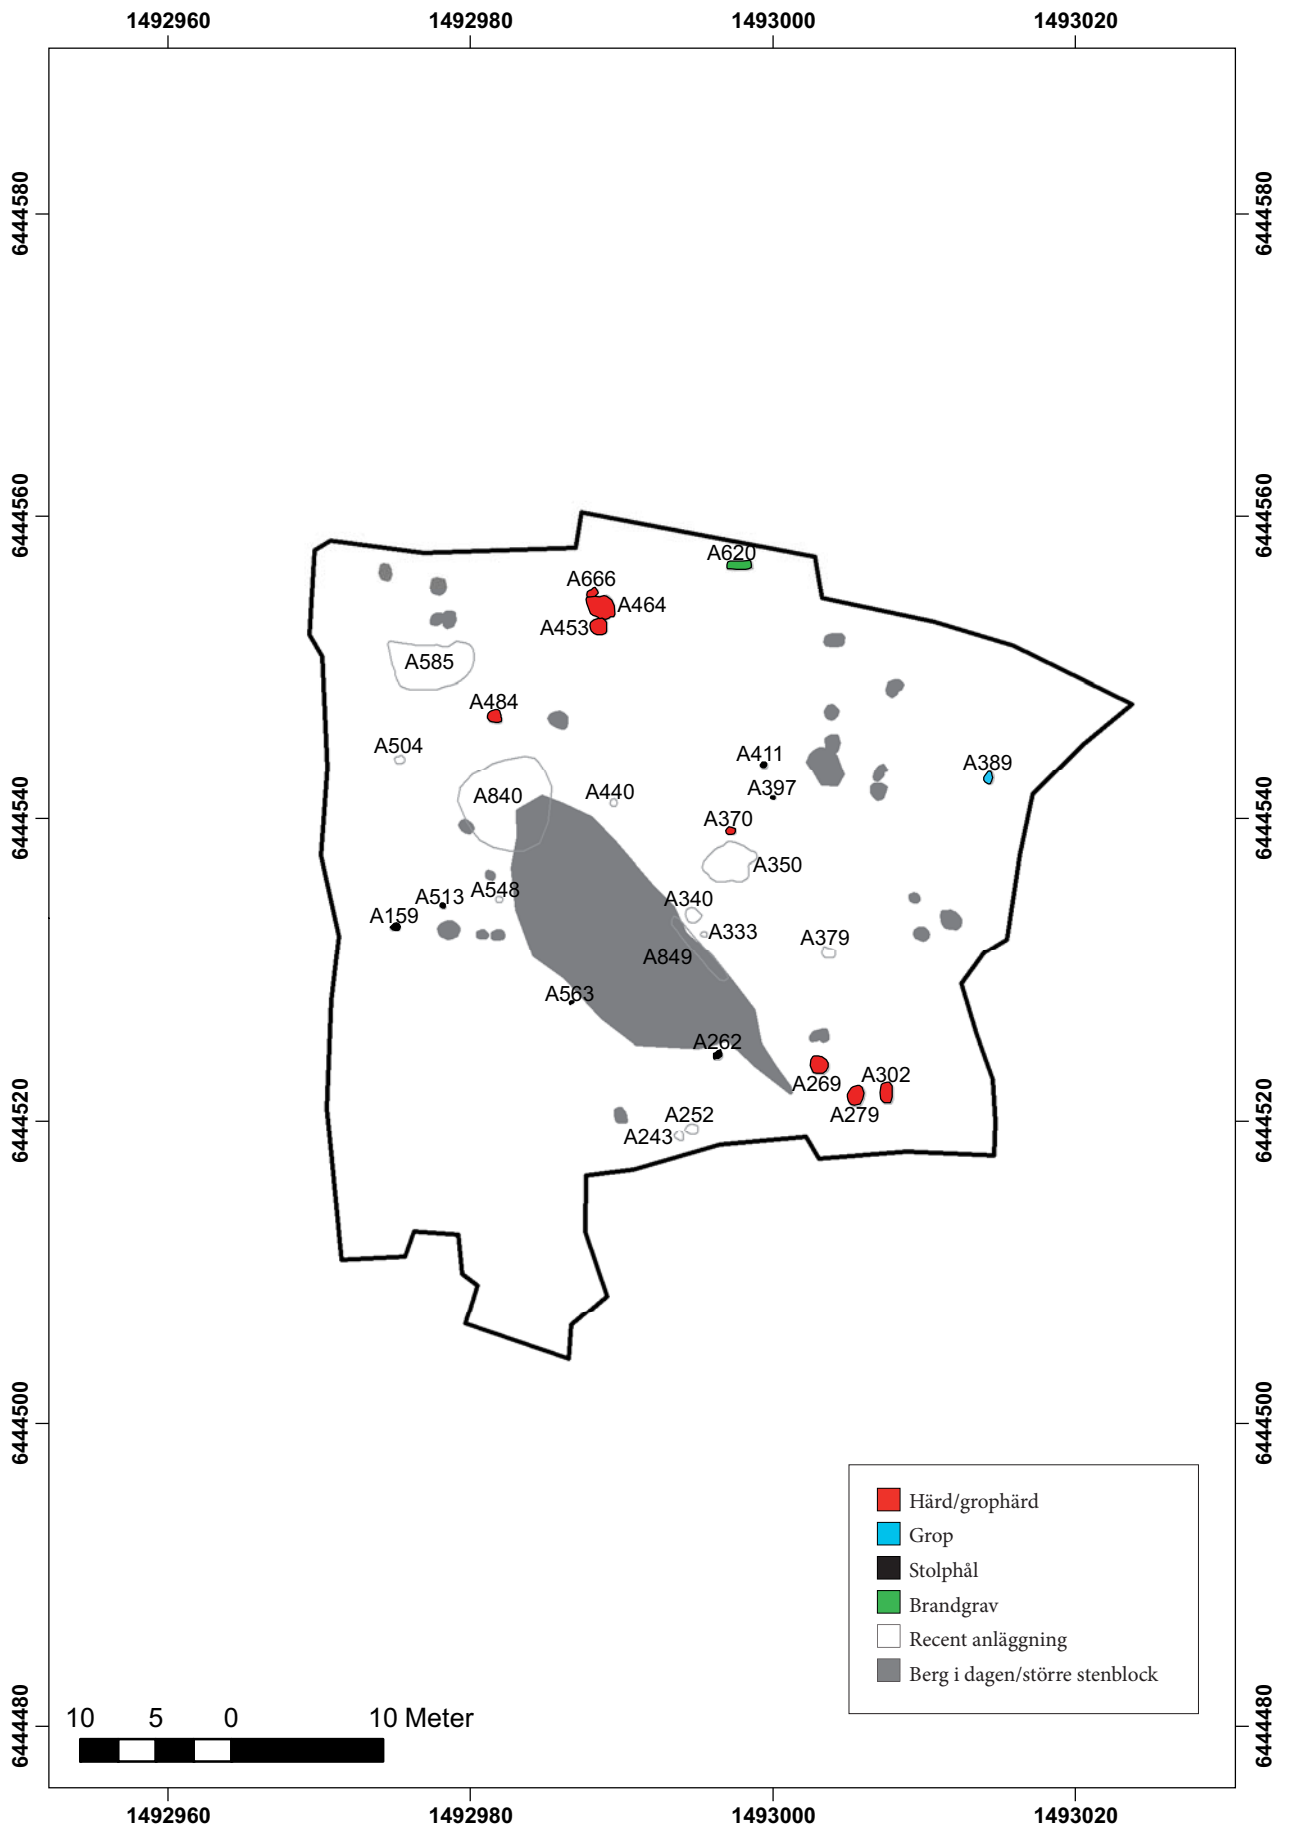 1492960 1492980 1493000 1493020
6444580 6444580
6444560 6444560
A620
A666
A464
A453
A585
A484
A504
A411
A389
A397
A840
A440
6444540 6444540
A370
A350
A548
A513
A340
A159
A333
A379
A849
A563
A262
A302
A269
A279
6444520 6444520
A252
A243
6444500 6444500
Härd/grophärd
Grop
Stolphål
Brandgrav
Recent anläggning
Berg i dagen/större stenblock
6444480 6444480
10 5 0 10 Meter
1492960 1492980 1493000 1493020